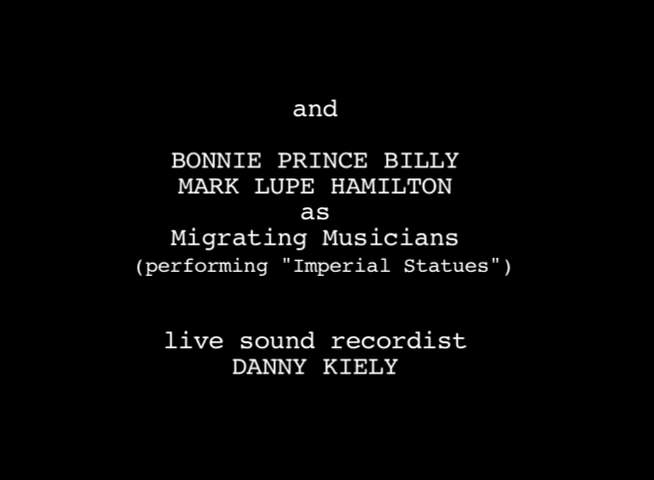 and
BONNIE PRINCE BILLY
MARK LUPE HAMILTON
as
Migrating Musicians
(performing "Imperial Statues")
live sound recordist
DANNY KIELY